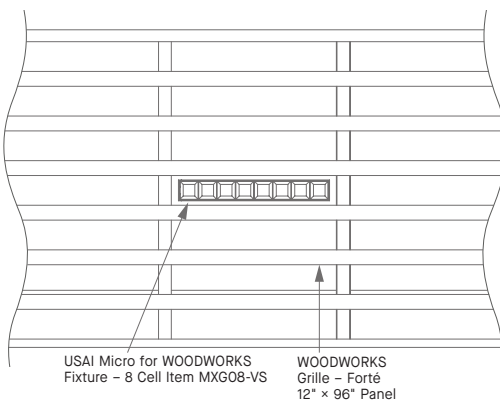 USAI Micro for WOODWORKS
Fixture – 8 Cell Item MXG08-VS
WOODWORKS
Grille – Forté
12" × 96" Panel